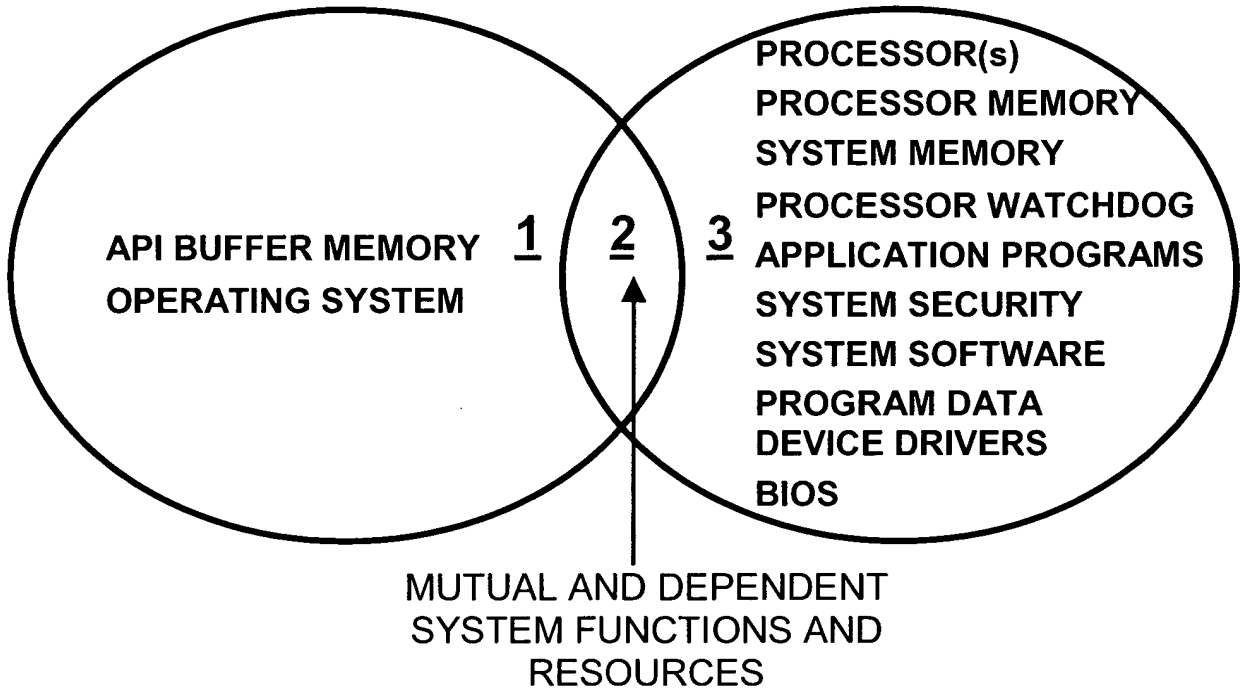 API BUFFER MEMORY
OPERATING SYSTEM
1
2
3
PROCESSOR(s)
PROCESSOR MEMORY
SYSTEM MEMORY
PROCESSOR WATCHDOG
APPLICATION PROGRAMS
SYSTEM SECURITY
SYSTEM SOFTWARE
PROGRAM DATA
DEVICE DRIVERS
BIOS
MUTUAL AND DEPENDENT
SYSTEM FUNCTIONS AND
RESOURCES